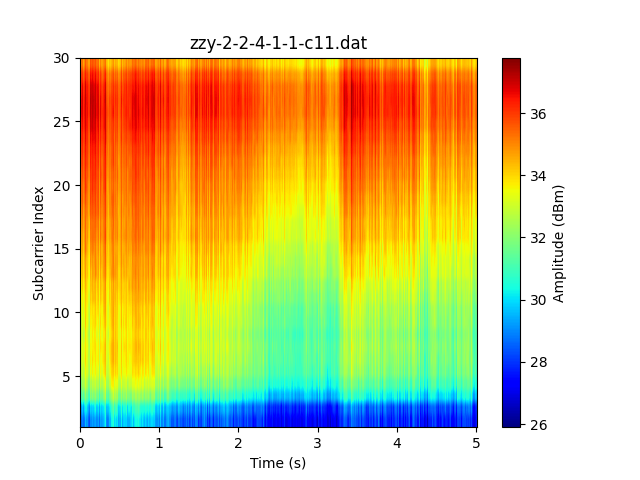 zzy-2-2-4-1-1-c11.dat
30
25
20
15
10
5
Subcarrier Index
0 1 2 3 4 5
Time (s)
36
34
32
30
28
26
Amplitude (dBm)